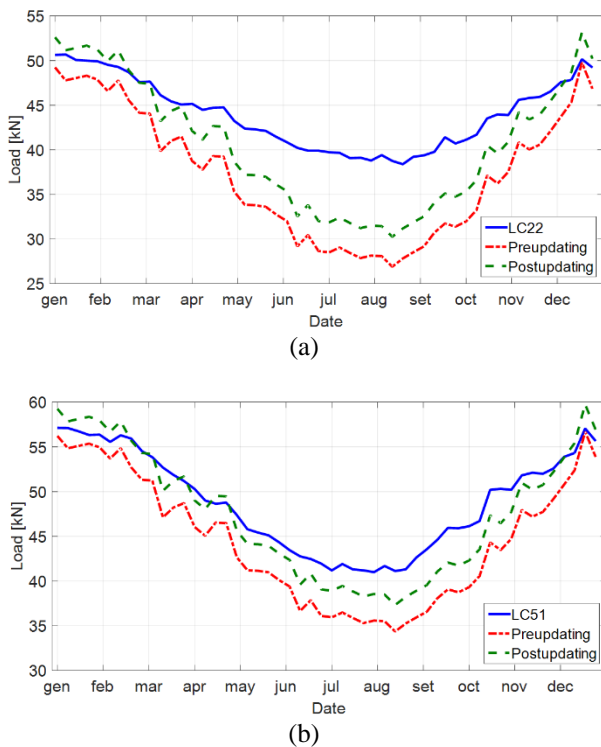 55
50
45
40
35
30
25
Load [kN]
gen feb mar apr mag jun jul aug set oct nov dec
Date
LC22
Preupdating
Postupdating
(a)
60
55
50
45
40
35
30
Load [kN]
gen feb mar apr may jun jul aug set oct nov dec
Date
LC51
Preupdating
Postupdating
(b)